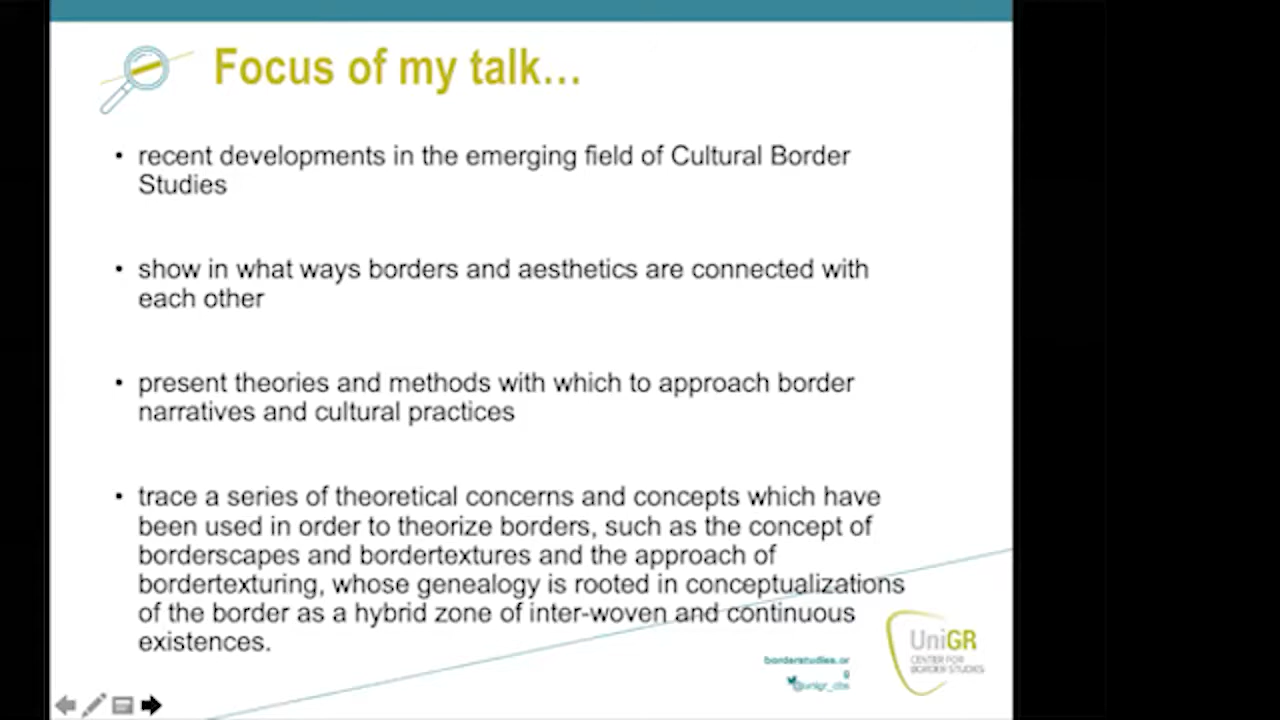 Focus of my talk...
• recent developments in the emerging field of Cultural Border
Studies
• show in what ways borders and aesthetics are connected with
each other
• present theories and methods with which to approach border
narratives and cultural practices
• trace a series of theoretical concerns and concepts which have
been used in order to theorize borders, such as the concept of
borderscapes and bordertextures and the approach of
bordertexturing, whose genealogy is rooted in conceptualizations
of the border as a hybrid zone of inter-woven and continuous
existences.
borderstudies.or
g
@unigr_cbs
UniGR
CENTER FOR
BORDER STUDIES